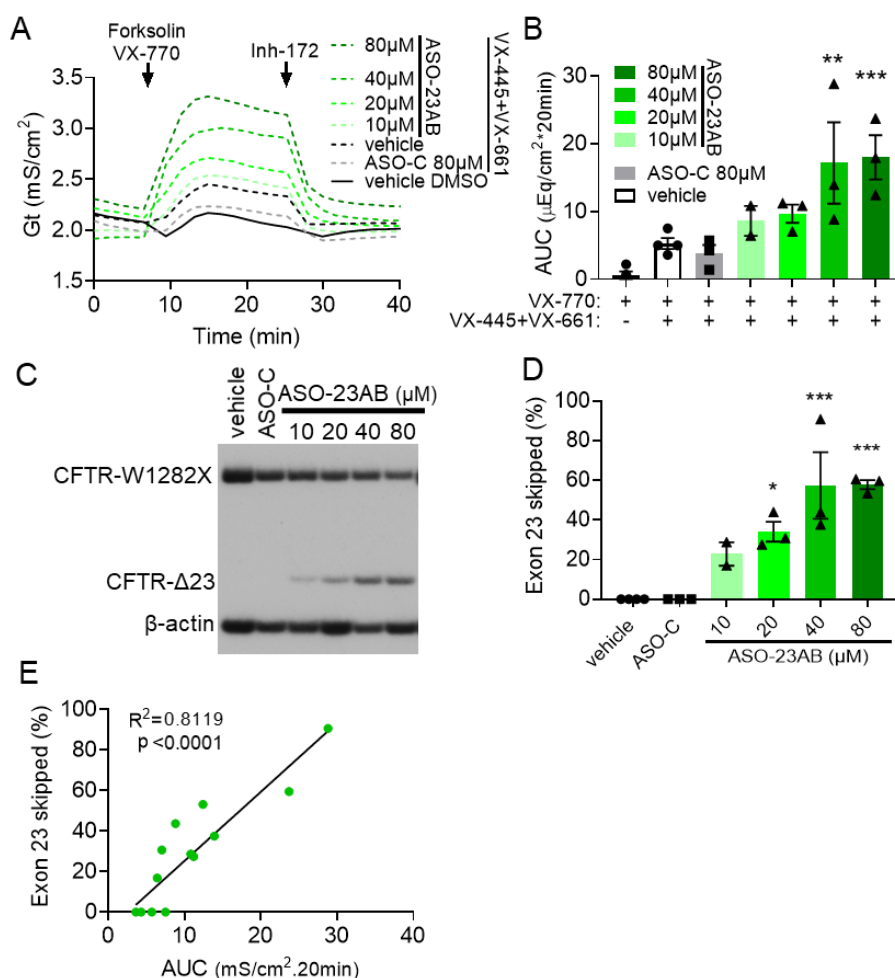 A
Forksolin
VX-770
Inh-172
80µM
40µM
20µM
10µM
ASO-23AB
vehicle
ASO-C 80µM
vehicle DMSO
VX-445+VX-661
3.5
3.0
2.5
2.0
1.5
Gt (mS/cm²)
0 10 20 30 40
Time (min)
B
80µM
40µM
20µM
10µM
ASO-23AB
ASO-C 80µM
vehicle
** ***
30
20
10
0
AUC (µEq/cm²*20min)
VX-770: + + + + + + +
VX-445+VX-661: - + + + + + +
C
vehicle
ASO-C
ASO-23AB (µM)
10 20 40 80
CFTR-W1282X
CFTR-Δ23
β-actin
D
100
80
60
40
20
0
Exon 23 skipped (%)
* *** ***
vehicle
ASO-C
10 20 40 80
ASO-23AB (µM)
E
R²=0.8119
p <0.0001
100
80
60
40
20
0
Exon 23 skipped (%)
0 10 20 30 40
AUC (mS/cm².20min)